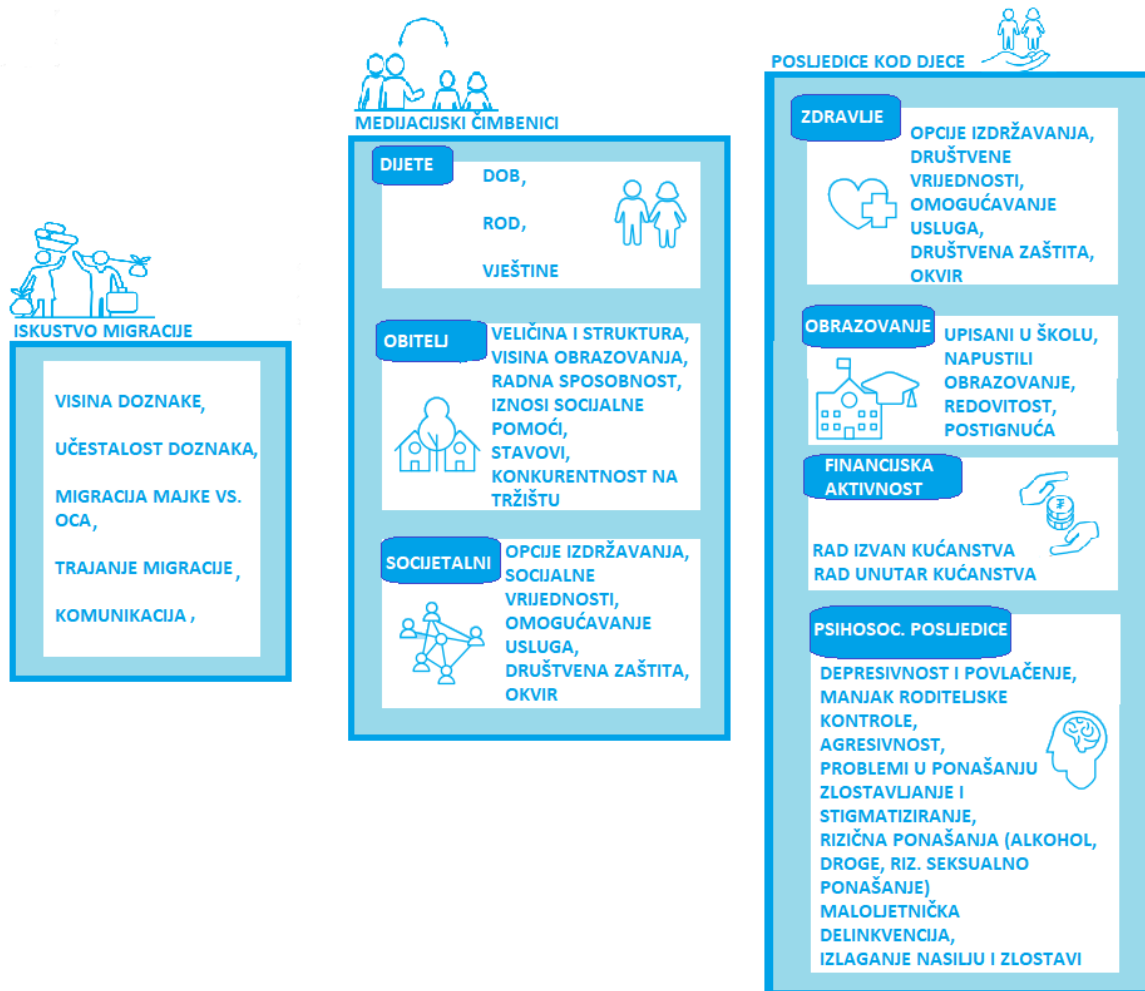 ISKUSTVO MIGRACIJE
VISINA DOZNAKE,
UČESTALOST DOZNAKA,
MIGRACIJA MAJKE VS.
OCA,
TRAJANJE MIGRACIJE ,
KOMUNIKACIJA ,
MEDIJACIJSKI ČIMBENICI
DIJETE
DOB,
ROD,
VJEŠTINE
OBITELJ
VELIČINA I STRUKTURA,
VISINA OBRAZOVANJA,
RADNA SPOSOBNOST,
IZNOSI SOCIJALNE
POMOĆI,
STAVOVI,
KONKURENTNOST NA
TRŽIŠTU
SOCIJETALNI
OPCIJE IZDRŽAVANJA,
SOCIJALNE
VRIJEDNOSTI,
OMOGUĆAVANJE
USLUGA,
DRUŠTVENA ZAŠTITA,
OKVIR
POSLJEDICE KOD DJECE
ZDRAVLJE
OPCIJE IZDRŽAVANJA,
DRUŠTVENE
VRIJEDNOSTI,
OMOGUĆAVANJE
USLUGA,
DRUŠTVENA ZAŠTITA,
OKVIR
OBRAZOVANJE
UPISANI U ŠKOLU,
NAPUSTILI
OBRAZOVANJE,
REDOVITOST,
POSTIGNUĆA
FINANCIJSKA
AKTIVNOST
RAD IZVAN KUĆANSTVA
RAD UNUTAR KUĆANSTVA
PSIHOSOC. POSLJEDICE
DEPRESIVNOST I POVLAČENJE,
MANJAK RODITELJSKE
KONTROLE,
AGRESIVNOST,
PROBLEMI U PONAŠANJU
ZLOSTAVLJANJE I
STIGMATIZIRANJE,
RIZIČNA PONAŠANJA (ALKOHOL,
DROGE, RIZ. SEKSUALNO
PONAŠANJE)
MALOLJETNIČKA
DELINKVENCIJA,
IZLAGANJE NASILJU I ZLOSTAVI